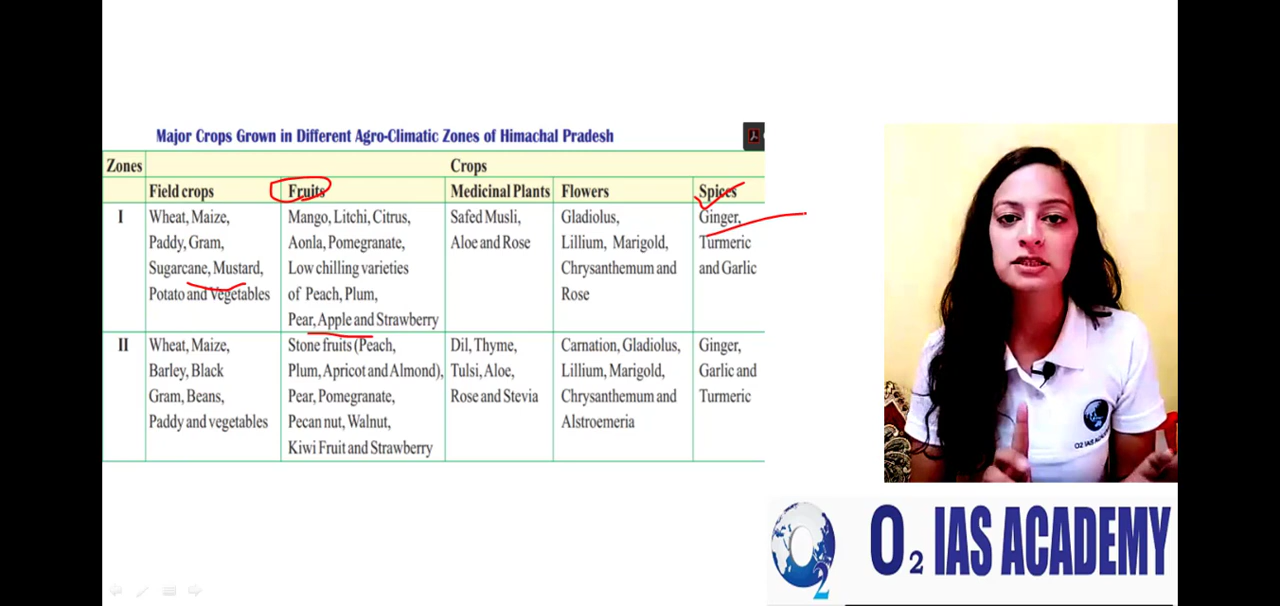 Major Crops Grown in Different Agro-Climatic Zones of Himachal Pradesh
Zones
Crops
Field crops
Fruits
Medicinal Plants
Flowers
Spices
I
Wheat, Maize,
Paddy, Gram,
Sugarcane, Mustard,
Potato and Vegetables
Mango, Litchi, Citrus,
Aonla, Pomegranate,
Low chilling varieties
of Peach, Plum,
Pear, Apple and Strawberry
Safed Musli,
Aloe and Rose
Gladiolus,
Lillium, Marigold,
Chrysanthemum and
Rose
Ginger,
Turmeric
and Garlic
II
Wheat, Maize,
Barley, Black
Gram, Beans,
Paddy and vegetables
Stone fruits (Peach,
Plum, Apricot and Almond),
Pear, Pomegranate,
Pecan nut, Walnut,
Kiwi Fruit and Strawberry
Dil, Thyme,
Tulsi, Aloe,
Rose and Stevia
Carnation, Gladiolus,
Lillium, Marigold,
Chrysanthemum and
Alstroemeria
Ginger,
Garlic and
Turmeric
O2 IAS ACADEMY
O2
O2 IAS ACADEMY